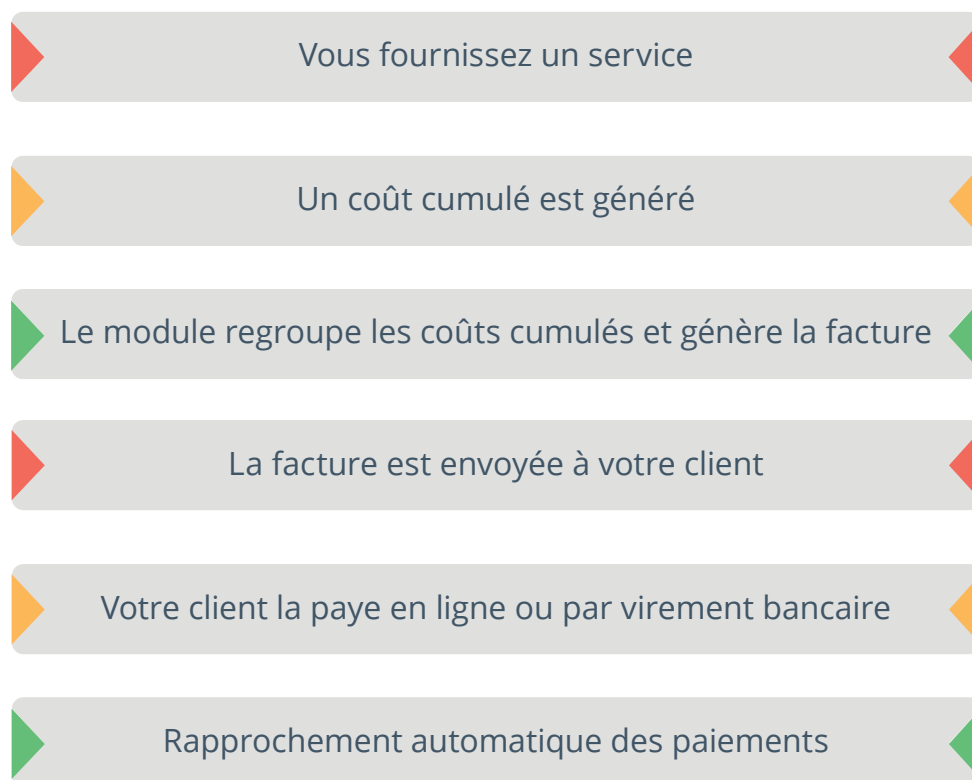 Vous fournissez un service
Un coût cumulé est généré
Le module regroupe les coûts cumulés et génère la facture
La facture est envoyée à votre client
Votre client la paye en ligne ou par virement bancaire
Rapprochement automatique des paiements